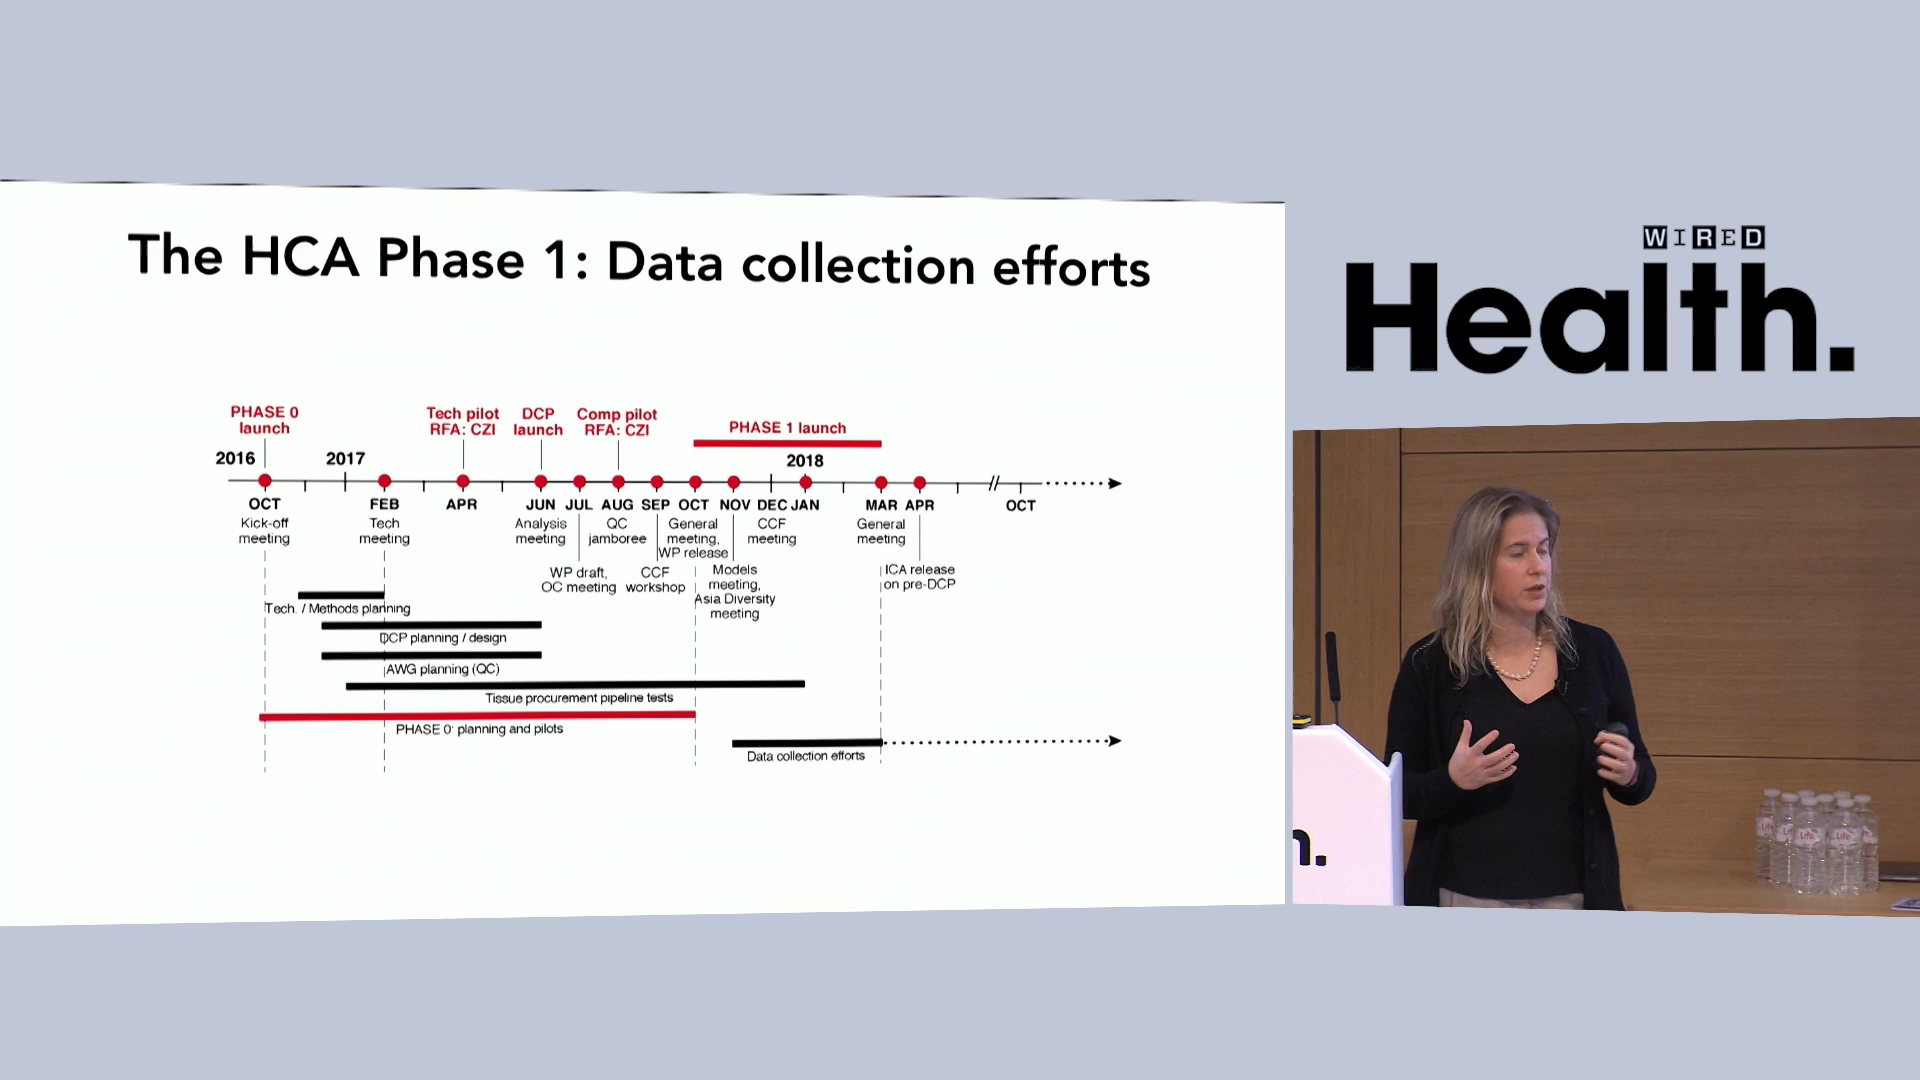 The HCA Phase 1: Data collection efforts
WIRED
Health.
PHASE 0
launch
Tech pilot
RFA: CZI
DCP
launch
Comp pilot
RFA: CZI
PHASE 1 launch
2016
2017
2018
OCT
FEB
APR
JUN
JUL
AUG
SEP
OCT
NOV
DEC
JAN
MAR
APR
OCT
Kick-off
meeting
Tech
meeting
Analysis
meeting
QC
jamboree
General
meeting,
WP release
CCF
meeting
General
meeting
WP draft,
OC meeting
CCF
workshop
Models
meeting,
Asia Diversity
meeting
ICA release
on pre-DCP
Tech. / Methods planning
DCP planning / design
AWG planning (QC)
Tissue procurement pipeline tests
PHASE 0: planning and pilots
Data collection efforts
h.